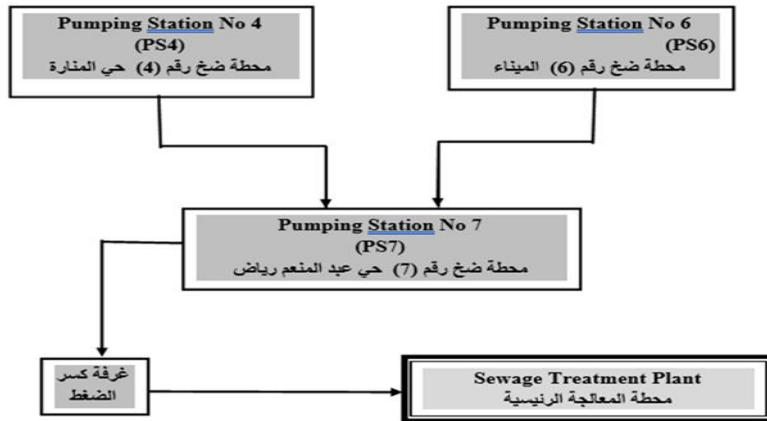 Pumping Station No 4
(PS4)
محطة ضخ رقم (4) حي المنارة
Pumping Station No 6
(PS6)
محطة ضخ رقم (6) الميناء
Pumping Station No 7
(PS7)
محطة ضخ رقم (7) حي عبد المنعم رياض
غرفة كسر
الضغط
Sewage Treatment Plant
محطة المعالجة الرئيسية